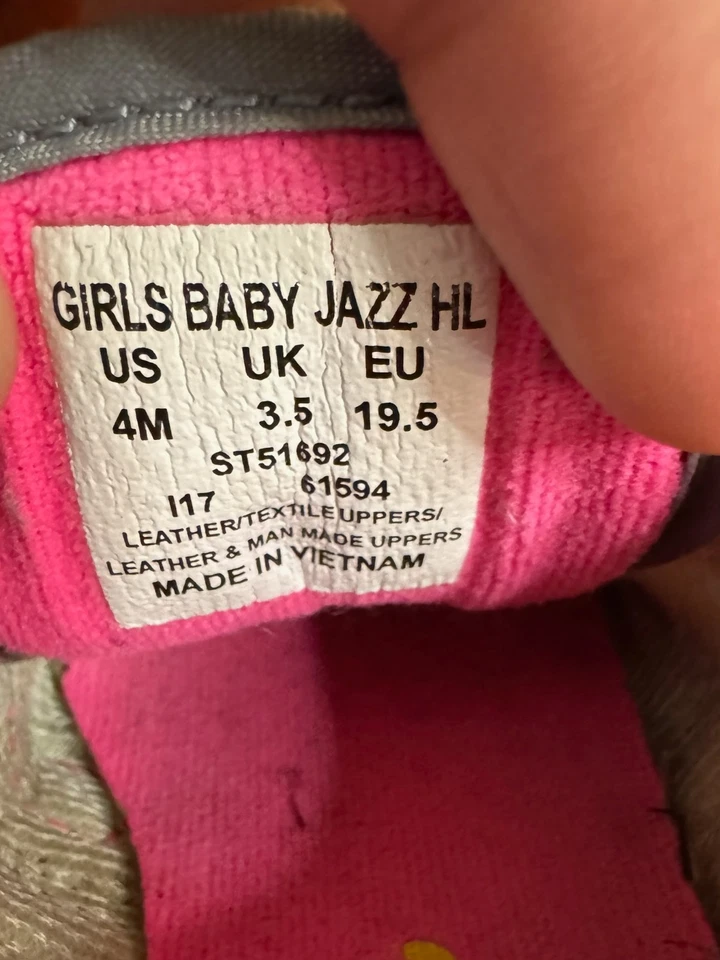 GIRLS BABY JAZZ HL
US UK EU
4M 3.5 19.5
ST51692
I17 61594
LEATHER/TEXTILE UPPERS/
LEATHER & MAN MADE UPPERS
MADE IN VIETNAM